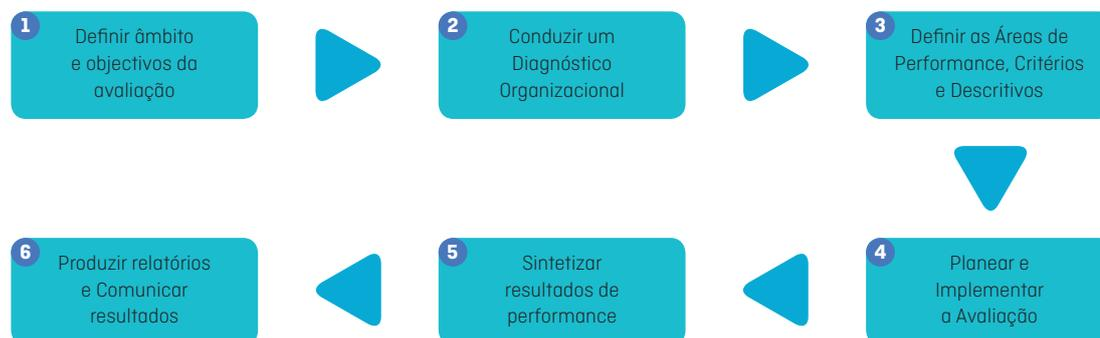 1
Definir âmbito
e objectivos da
avaliação
2
Conduzir um
Diagnóstico
Organizacional
3
Definir as Áreas de
Performance, Critérios
e Descritivos
4
Planear e
Implementar
a Avaliação
5
Sintetizar
resultados de
performance
6
Produzir relatórios
e Comunicar
resultados